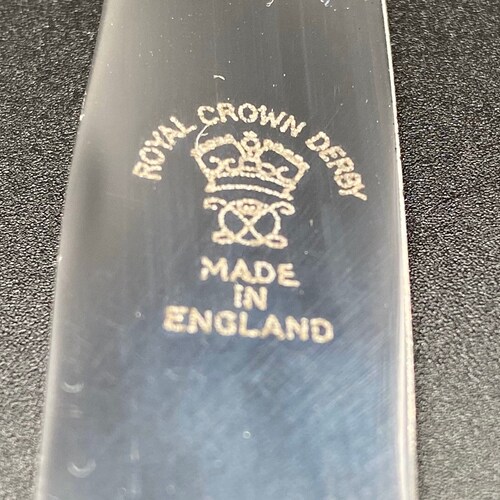 ROYAL CROWN DERBY
MADE
IN
ENGLAND